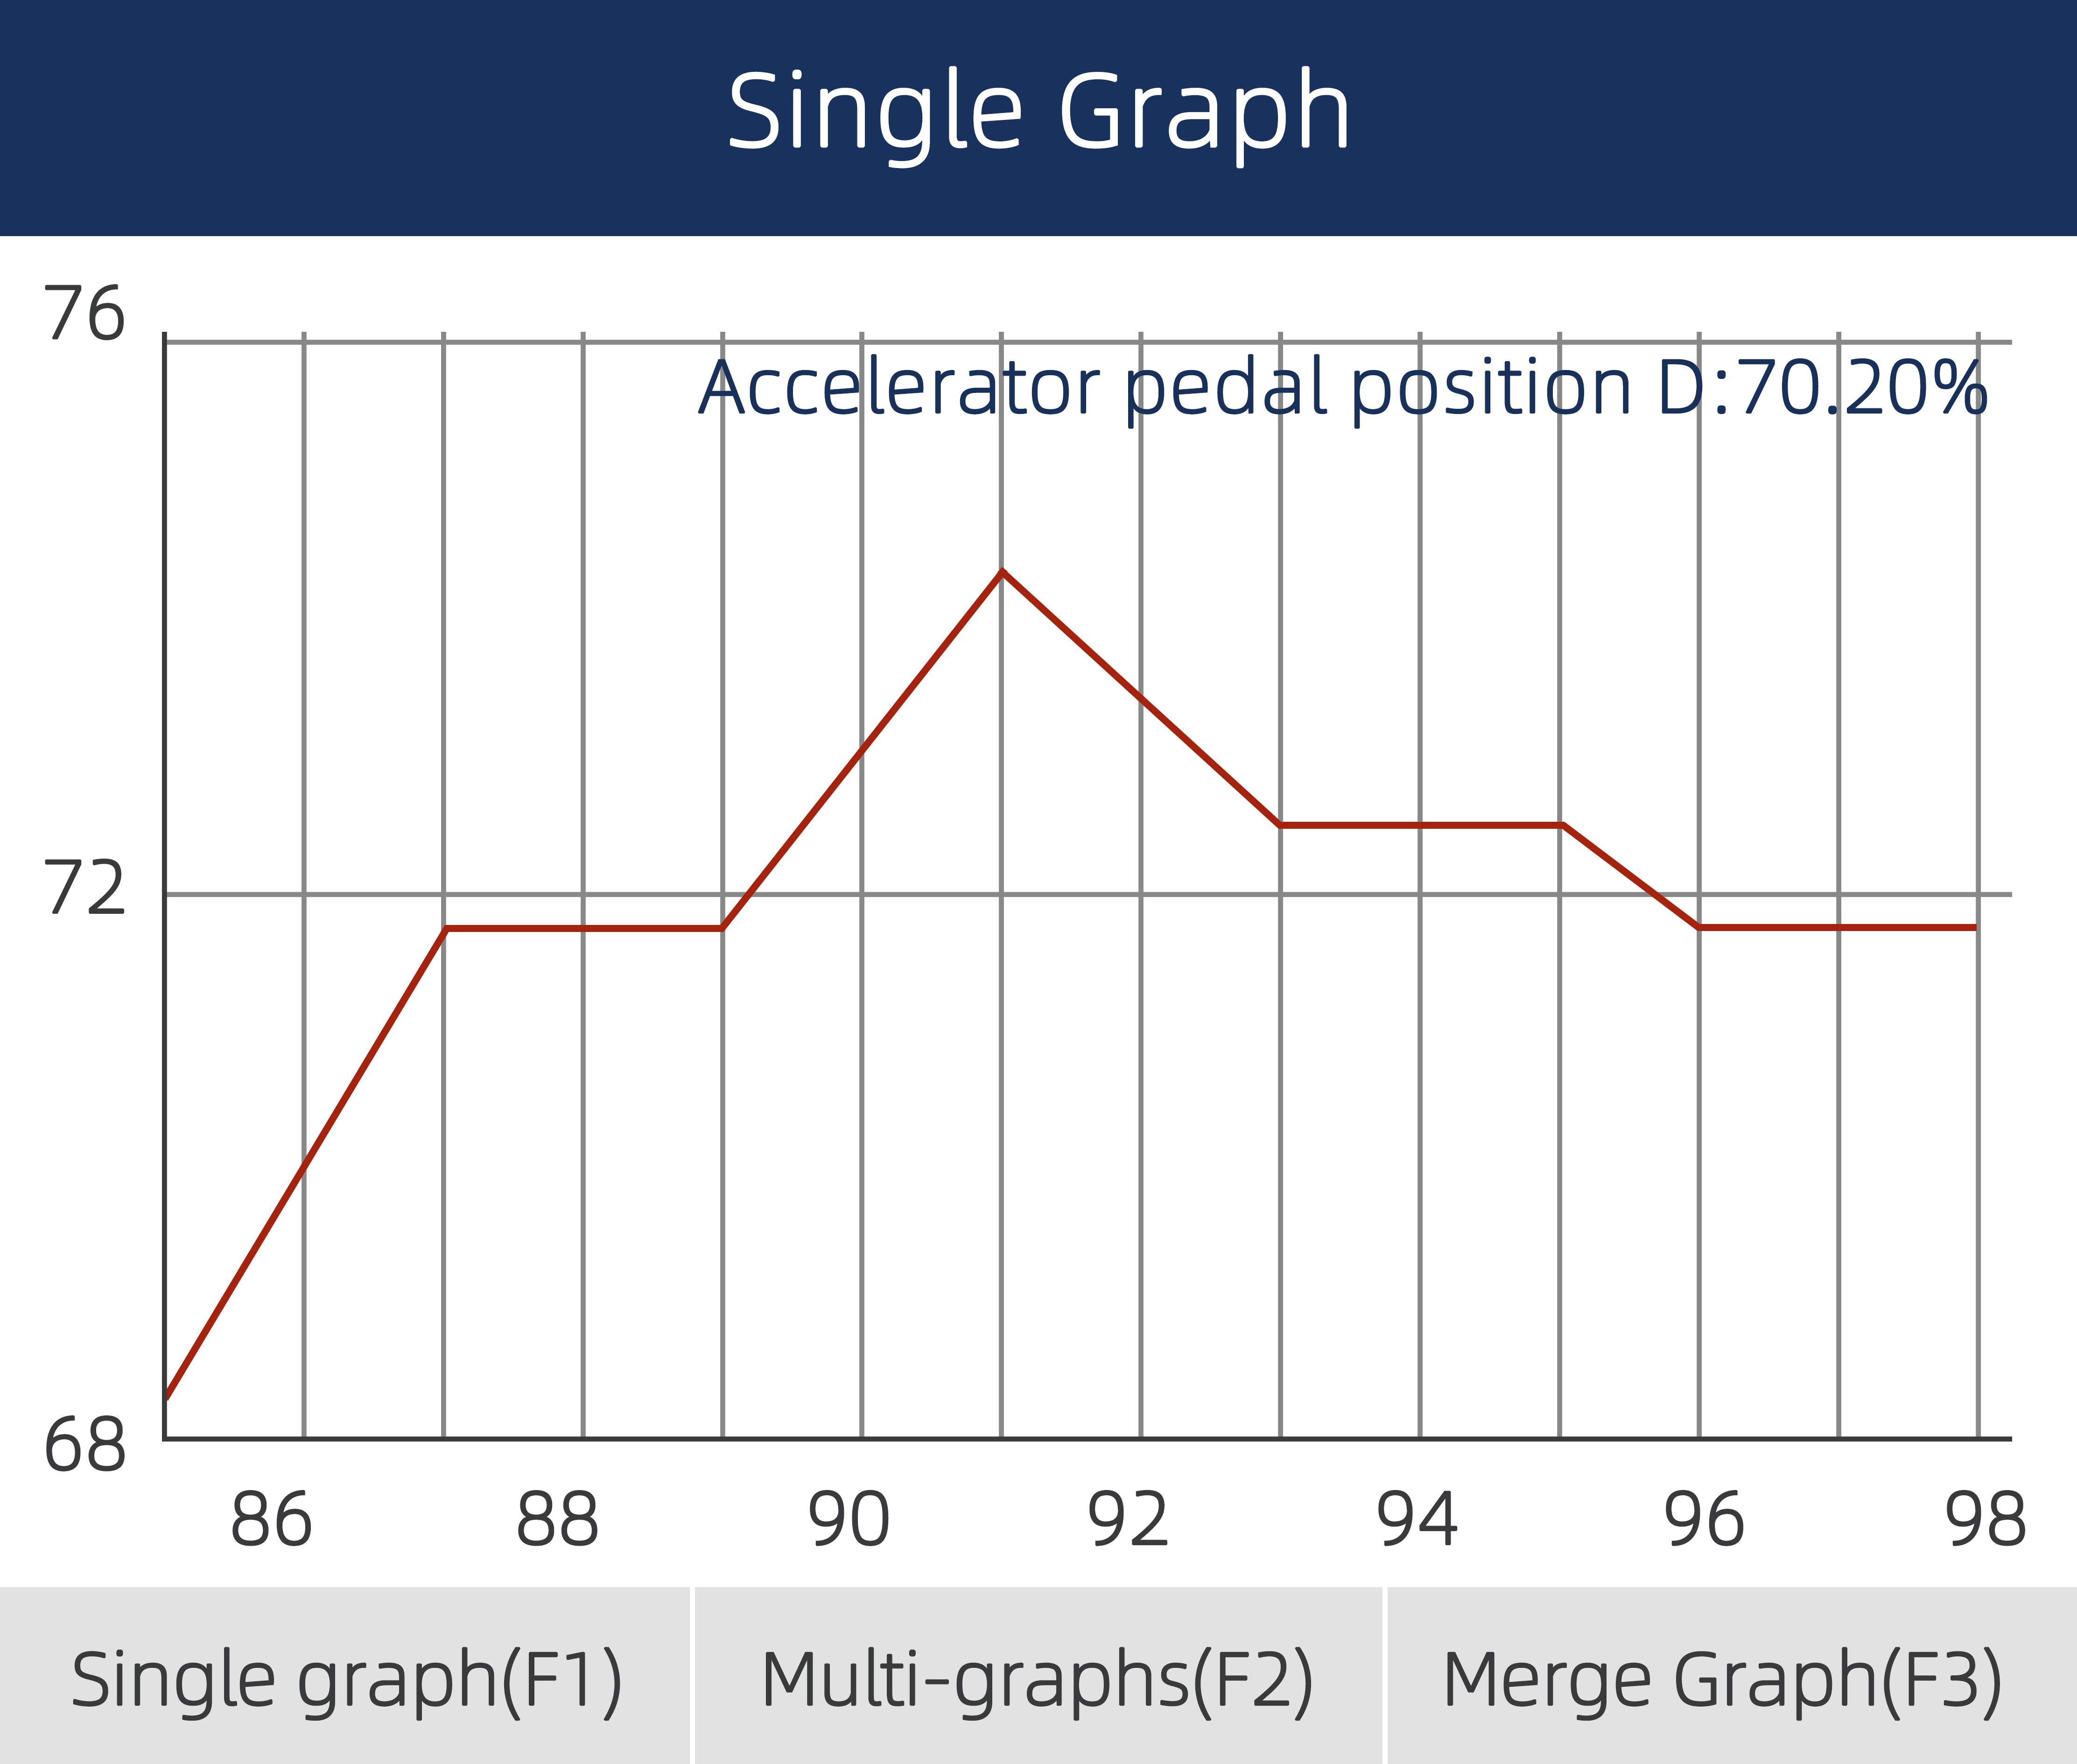 Single Graph
76
Accelerator pedal position D:70.20%
72
68
86 88 90 92 94 96 98
Single graph(F1) Multi-graphs(F2) Merge Graph(F3)